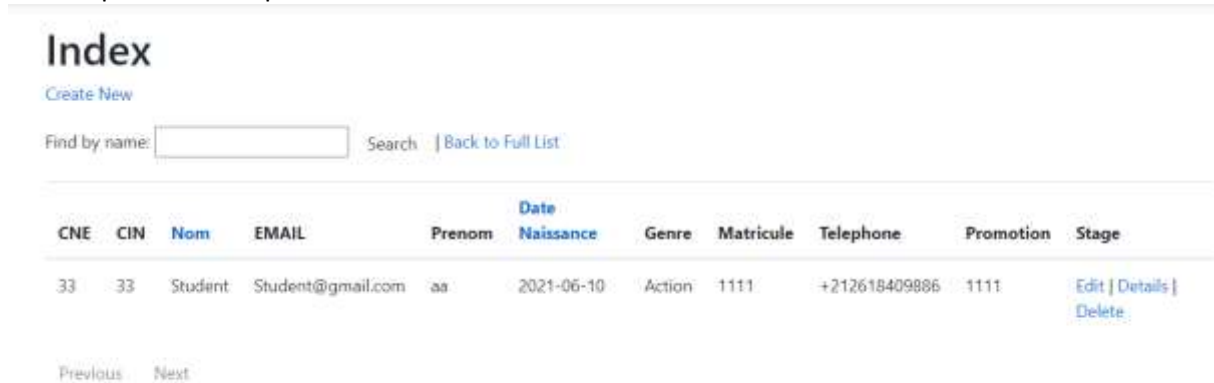 Index
Create New
Find by name: Search | Back to Full List
CNE CIN Nom EMAIL Prenom Date Naissance Genre Matricule Telephone Promotion Stage
33 33 Student Student@gmail.com aa 2021-06-10 Action 1111 +212618409886 1111 Edit | Details |
Delete
Previous Next